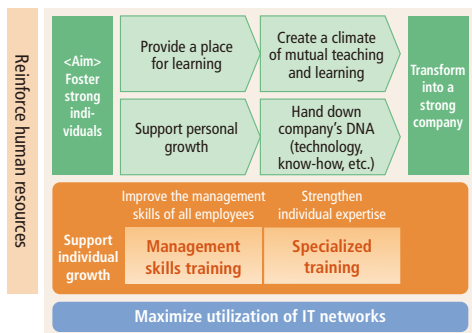 Reinforce human resources
<Aim>
Foster
strong
indi-
viduals
Provide a place
for learning
Create a climate
of mutual teaching
and learning
Support personal
growth
Hand down
company's DNA
(technology,
know-how, etc.)
Transform
into a
strong
company
Support
individual
growth
Improve the management
skills of all employees
Management
skills training
Strengthen
individual expertise
Specialized
training
Maximize utilization of IT networks